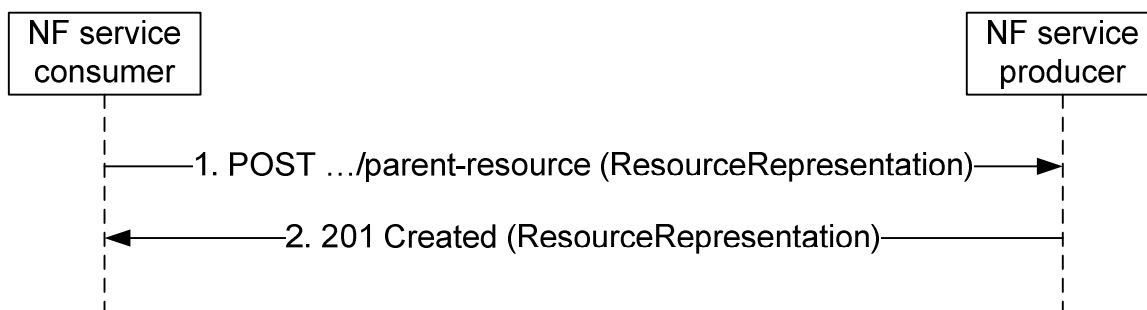 NF service
consumer
NF service
producer
1. POST …/parent-resource (ResourceRepresentation)
2. 201 Created (ResourceRepresentation)